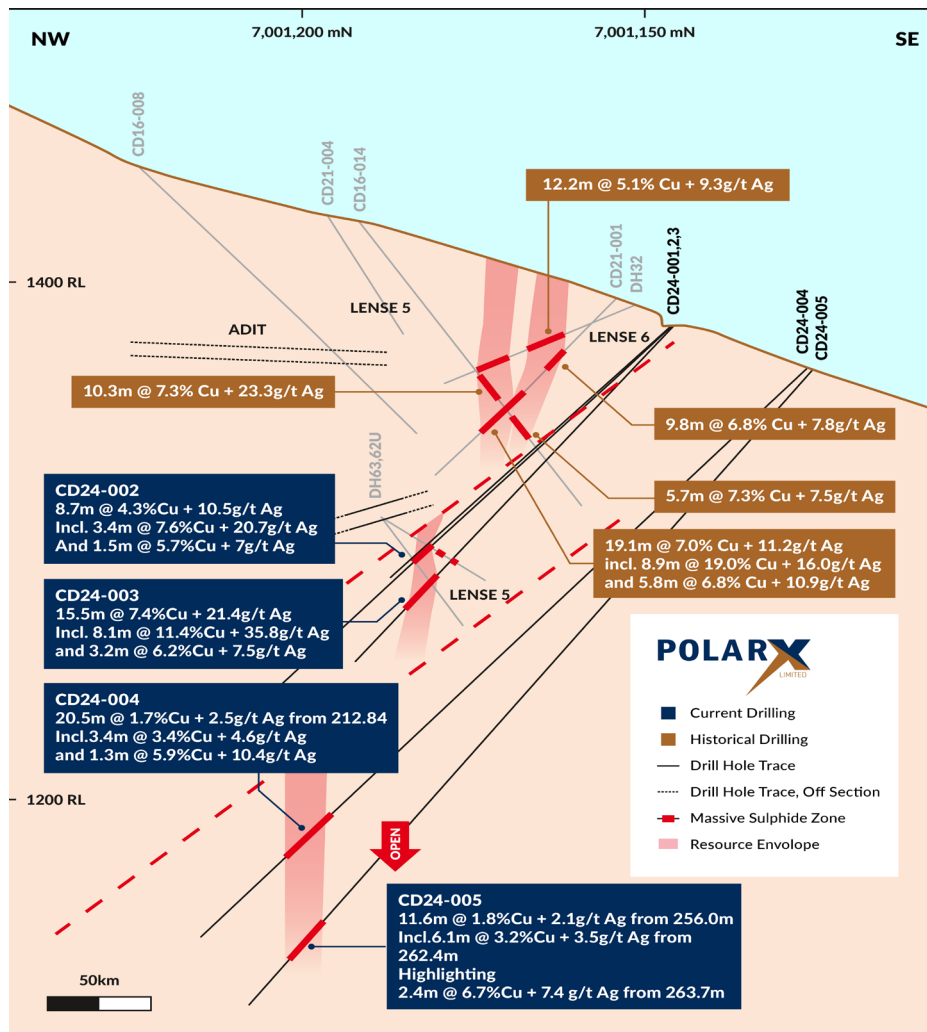 NW
7,001,200 mN
7,001,150 mN
SE
CD16-008
CD21-004
CD16-014
12.2m @ 5.1% Cu + 9.3g/t Ag
CD21-001
DH32
CD24-001,2,3
1400 RL
LENSE 5
ADIT
LENSE 6
CD24-004
CD24-005
10.3m @ 7.3% Cu + 23.3g/t Ag
9.8m @ 6.8% Cu + 7.8g/t Ag
DH63,62U
CD24-002
8.7m @ 4.3%Cu + 10.5g/t Ag
Incl. 3.4m @ 7.6%Cu + 20.7g/t Ag
And 1.5m @ 5.7%Cu + 7g/t Ag
5.7m @ 7.3% Cu + 7.5g/t Ag
19.1m @ 7.0% Cu + 11.2g/t Ag
incl. 8.9m @ 19.0% Cu + 16.0g/t Ag
and 5.8m @ 6.8% Cu + 10.9g/t Ag
CD24-003
15.5m @ 7.4%Cu + 21.4g/t Ag
Incl. 8.1m @ 11.4%Cu + 35.8g/t Ag
and 3.2m @ 6.2%Cu + 7.5g/t Ag
LENSE 5
CD24-004
20.5m @ 1.7%Cu + 2.5g/t Ag from 212.84
Incl.3.4m @ 3.4%Cu + 4.6g/t Ag
and 1.3m @ 5.9%Cu + 10.4g/t Ag
POLARX
LIMITED
Current Drilling
Historical Drilling
Drill Hole Trace
Drill Hole Trace, Off Section
Massive Sulphide Zone
Resource Envelope
1200 RL
OPEN
CD24-005
11.6m @ 1.8%Cu + 2.1g/t Ag from 256.0m
Incl.6.1m @ 3.2%Cu + 3.5g/t Ag from
262.4m
Highlighting
2.4m @ 6.7%Cu + 7.4 g/t Ag from 263.7m
50km